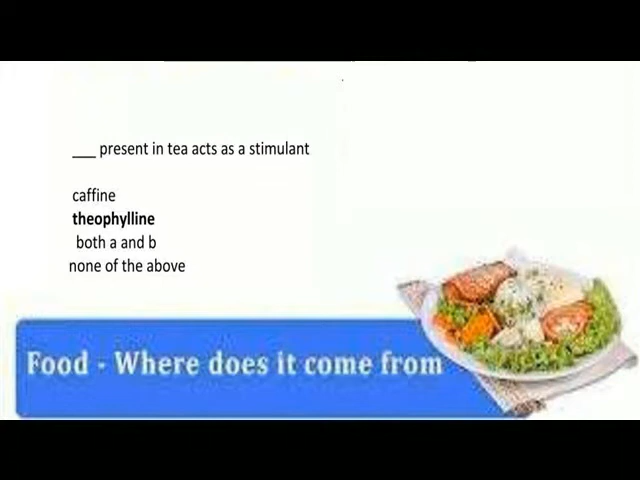 ___ present in tea acts as a stimulant
caffine
theophylline
both a and b
none of the above
Food - Where does it come from